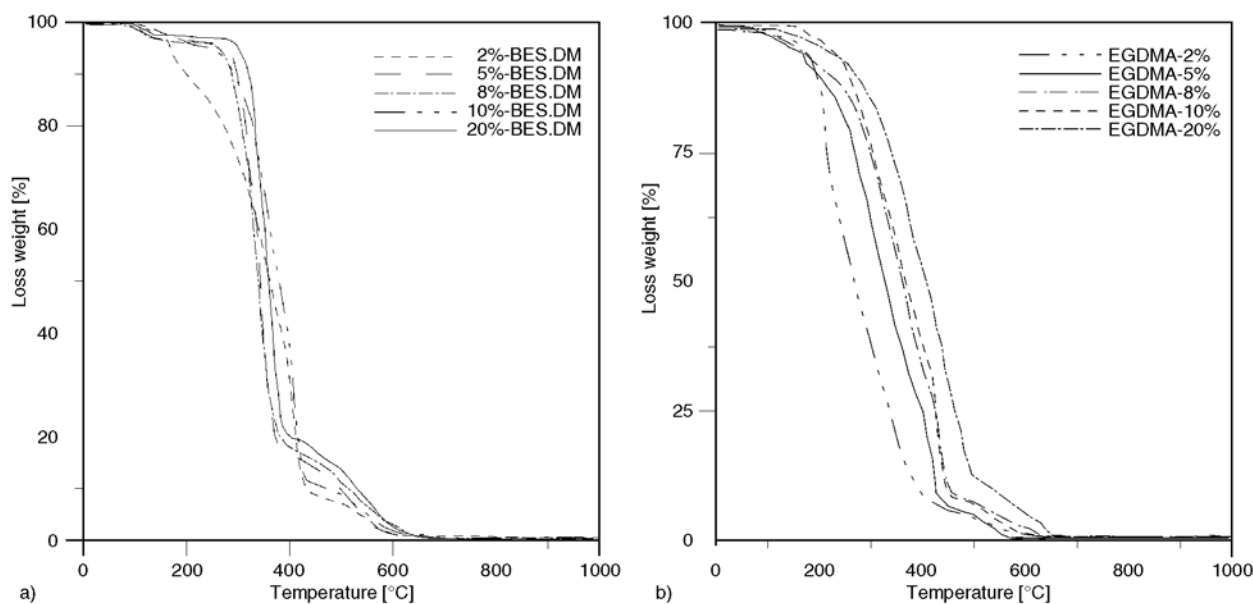 100
80
60
40
20
0
Loss weight [%]
2%-BES.DM
5%-BES.DM
8%-BES.DM
10%-BES.DM
20%-BES.DM
0 200 400 600 800 1000
a) Temperature [°C]
100
75
50
25
0
Loss weight [%]
EGDMA-2%
EGDMA-5%
EGDMA-8%
EGDMA-10%
EGDMA-20%
0 200 400 600 800 1000
b) Temperature [°C]